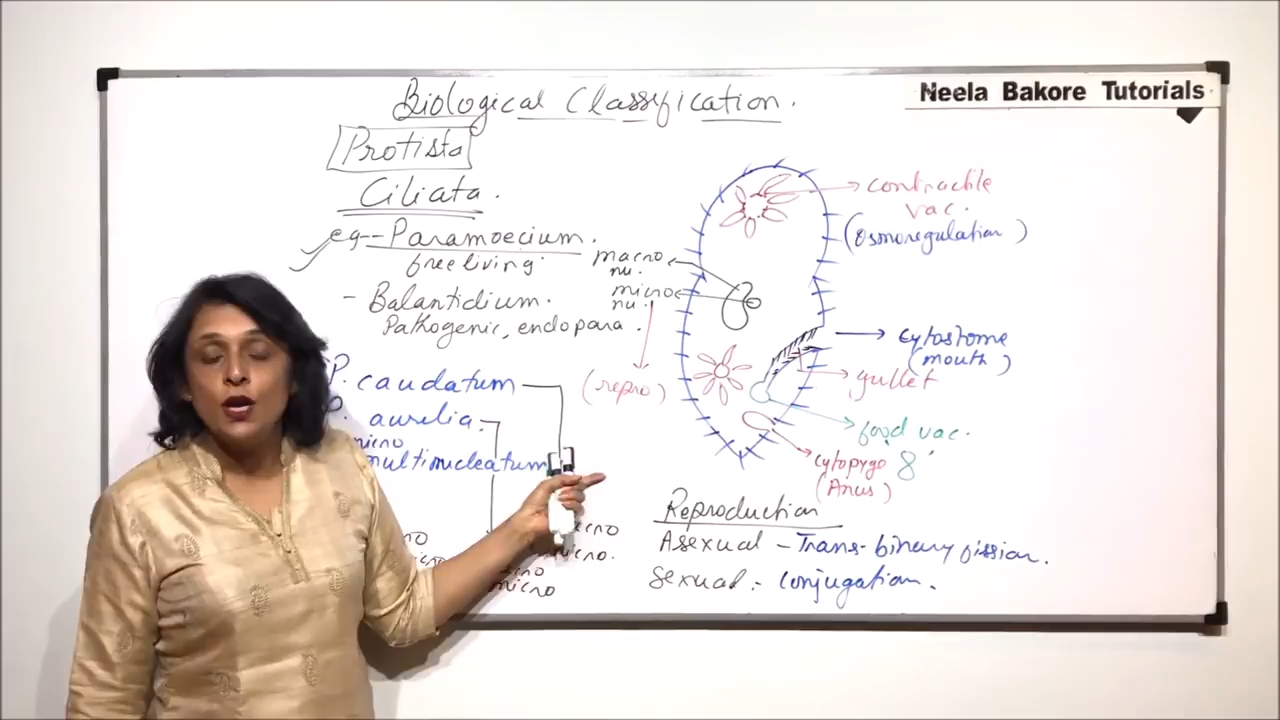 Biological Classification.
Neela Bakore Tutorials
Protista
Ciliata.
eg-- Paramoecium.
free living.
- Balantidium.
Pathogenic, endopara.
P. caudatum
P. aurelia.
micro
multinucleatum
micro
macro
nu.
micro
nu.
(repro)
contractile
vac.
(Osmoregulation)
cytostome
(mouth)
gullet
food vac.
cytopyge 8
(Anus)
Reproduction
Asexual - Trans-binary fission.
Sexual - conjugation.